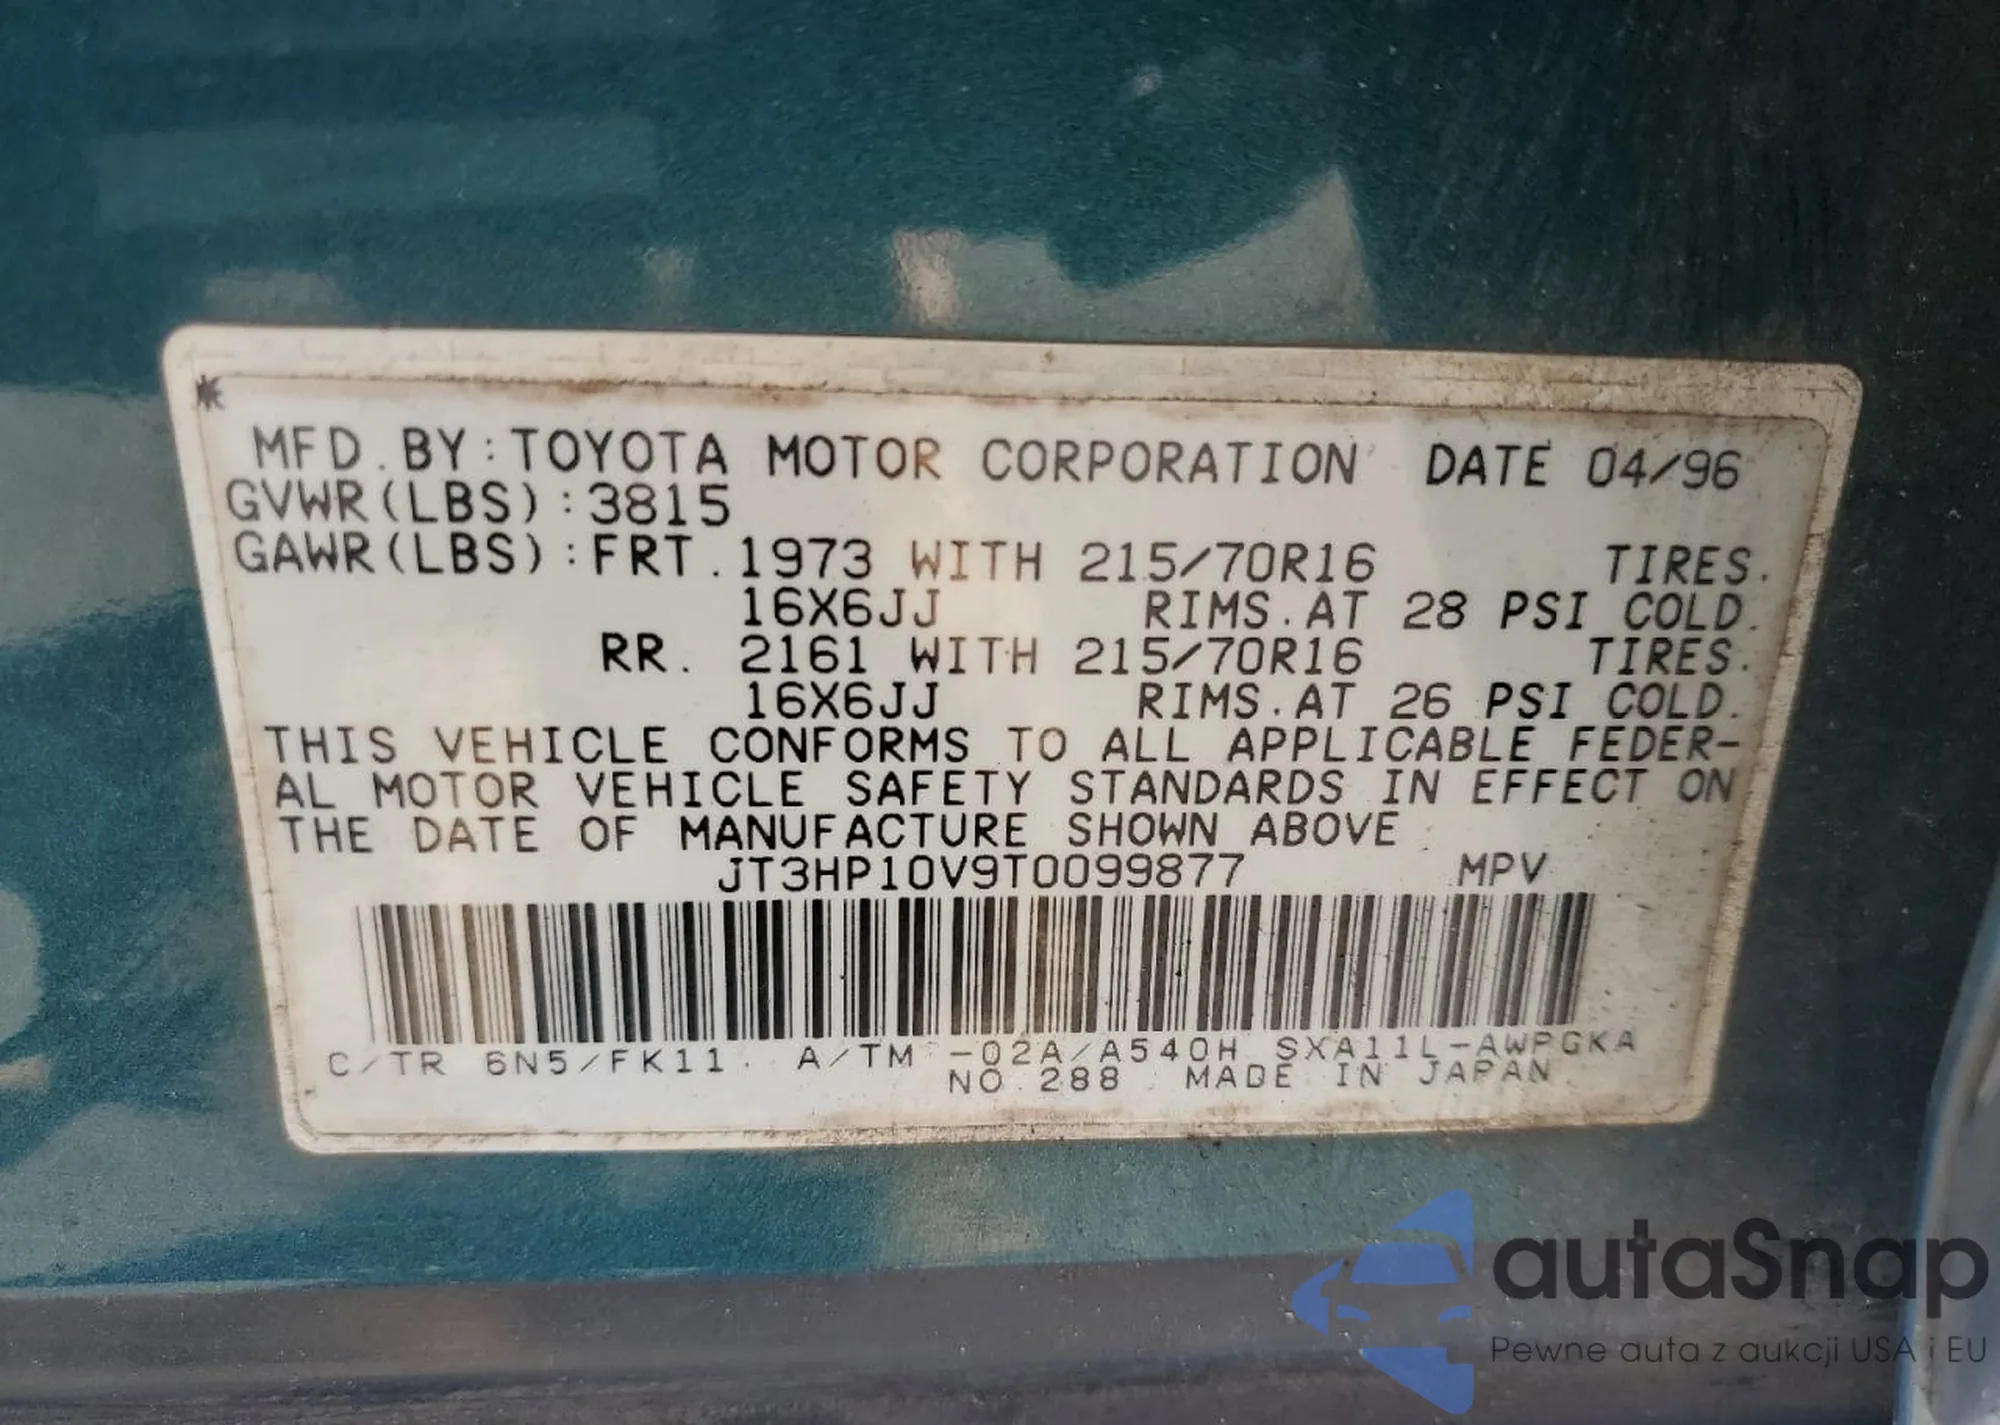 MFD.BY:TOYOTA MOTOR CORPORATION DATE 04/96
GVWR(LBS):3815
GAWR(LBS):FRT.1973 WITH 215/70R16 TIRES.
16X6JJ RIMS.AT 28 PSI COLD.
RR. 2161 WITH 215/70R16 TIRES.
16X6JJ RIMS.AT 26 PSI COLD.
THIS VEHICLE CONFORMS TO ALL APPLICABLE FEDER-
AL MOTOR VEHICLE SAFETY STANDARDS IN EFFECT ON
THE DATE OF MANUFACTURE SHOWN ABOVE.
JT3HP10V9T0099877 MPV
C/TR 6N5/FK11. A/TM -02A/A540H SXA11L-AWPGKA
NO.288 MADE IN JAPAN
autaSnap
Pewne auta z aukcji USA i EU